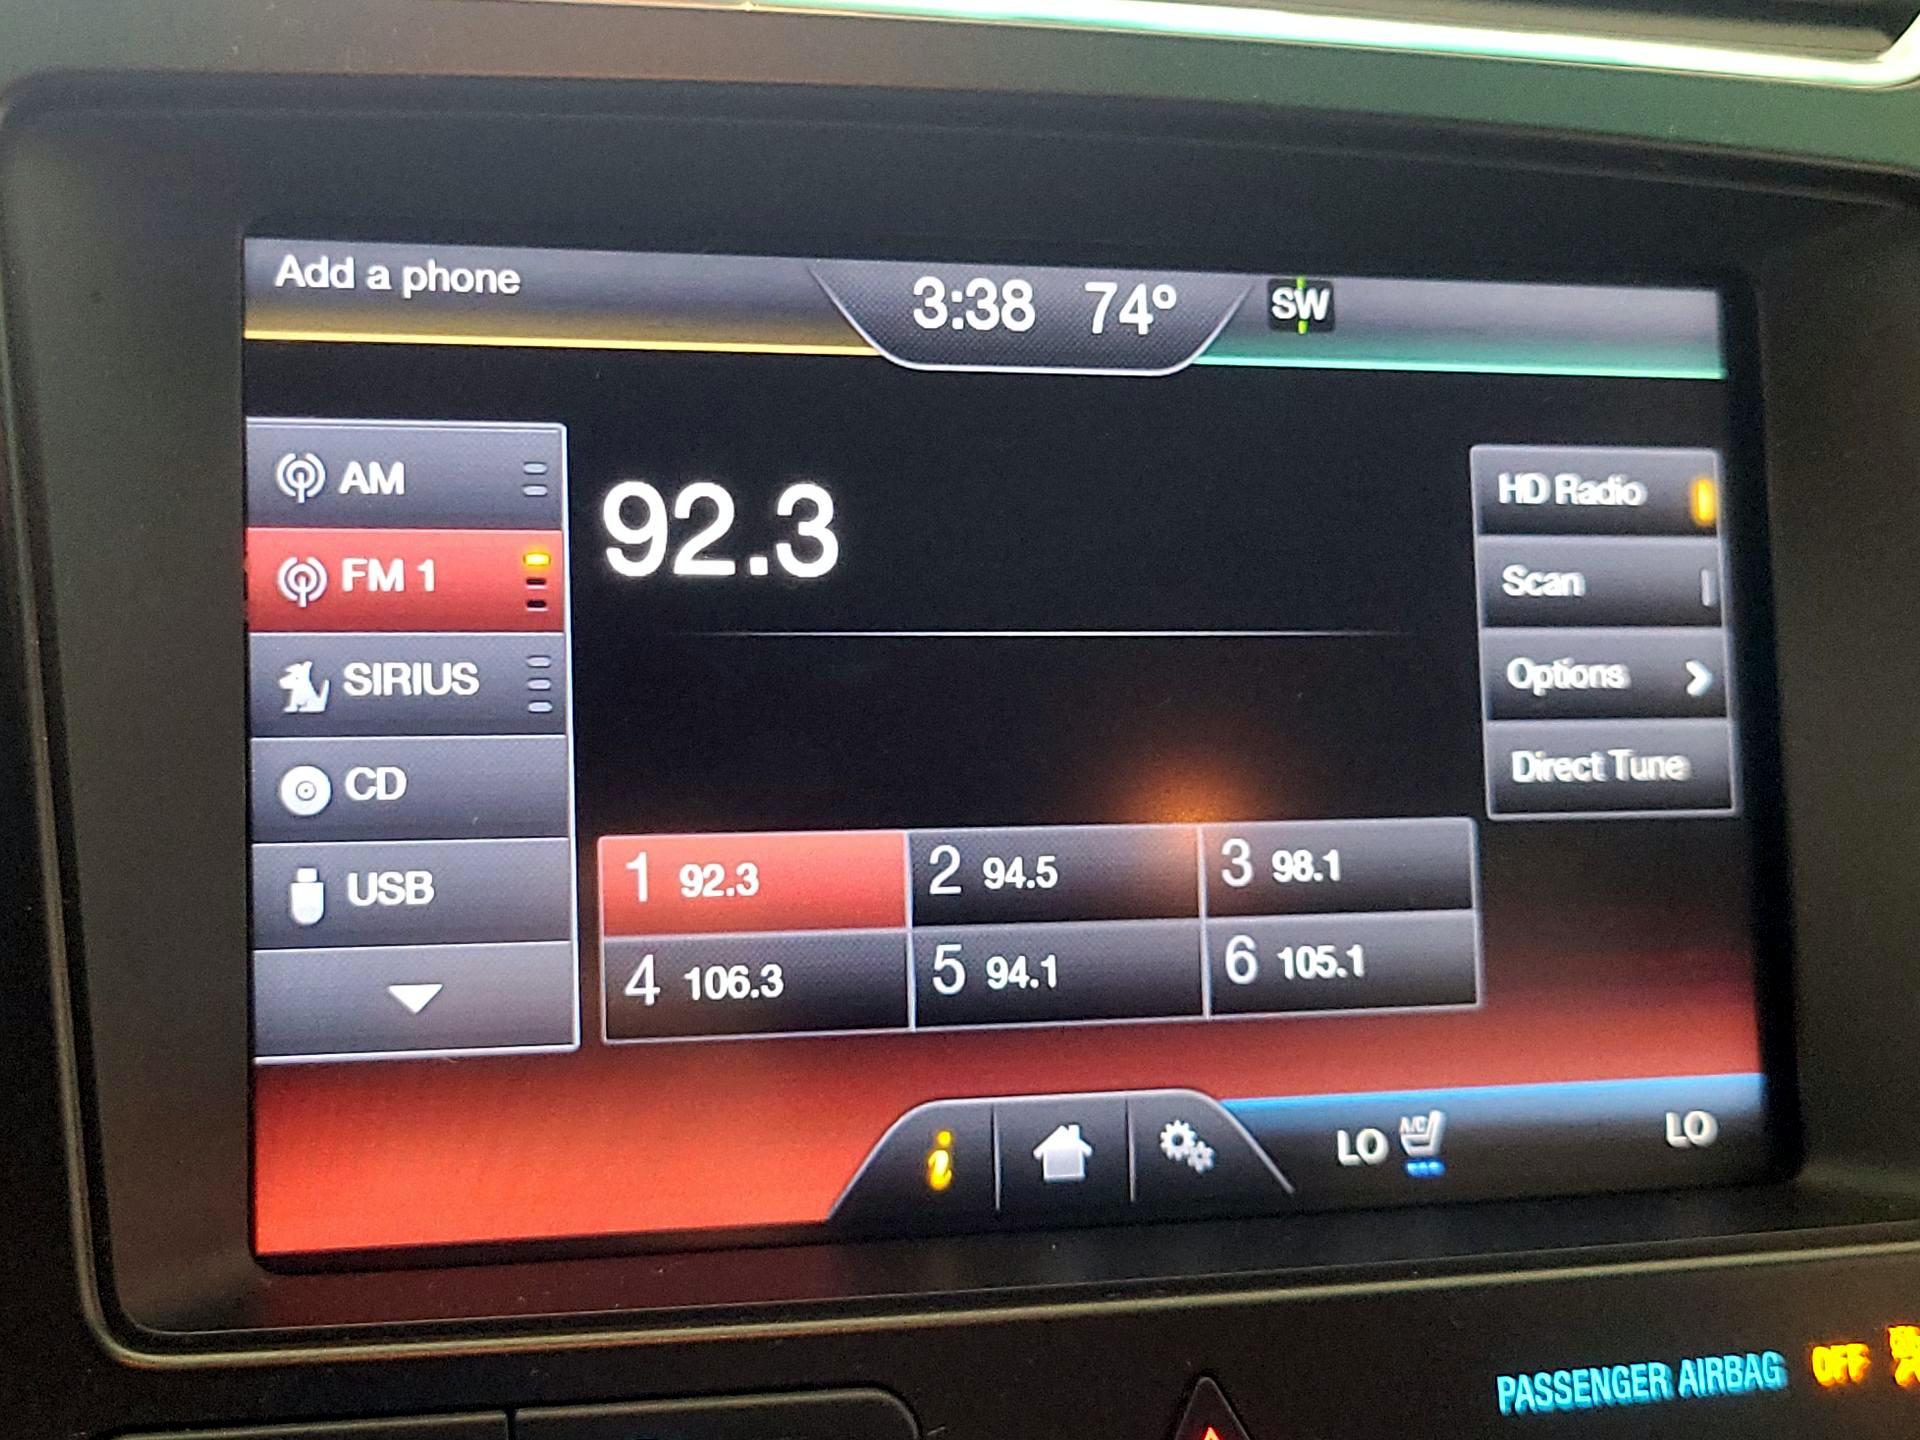 Add a phone
3:38 74°
SW
AM
FM 1
SIRIUS
CD
USB
92.3
HD Radio
Scan
Options
Direct Tune
1 92.3
2 94.5
3 98.1
4 106.3
5 94.1
6 105.1
i
LO
A/C
LO
PASSENGER AIRBAG OFF